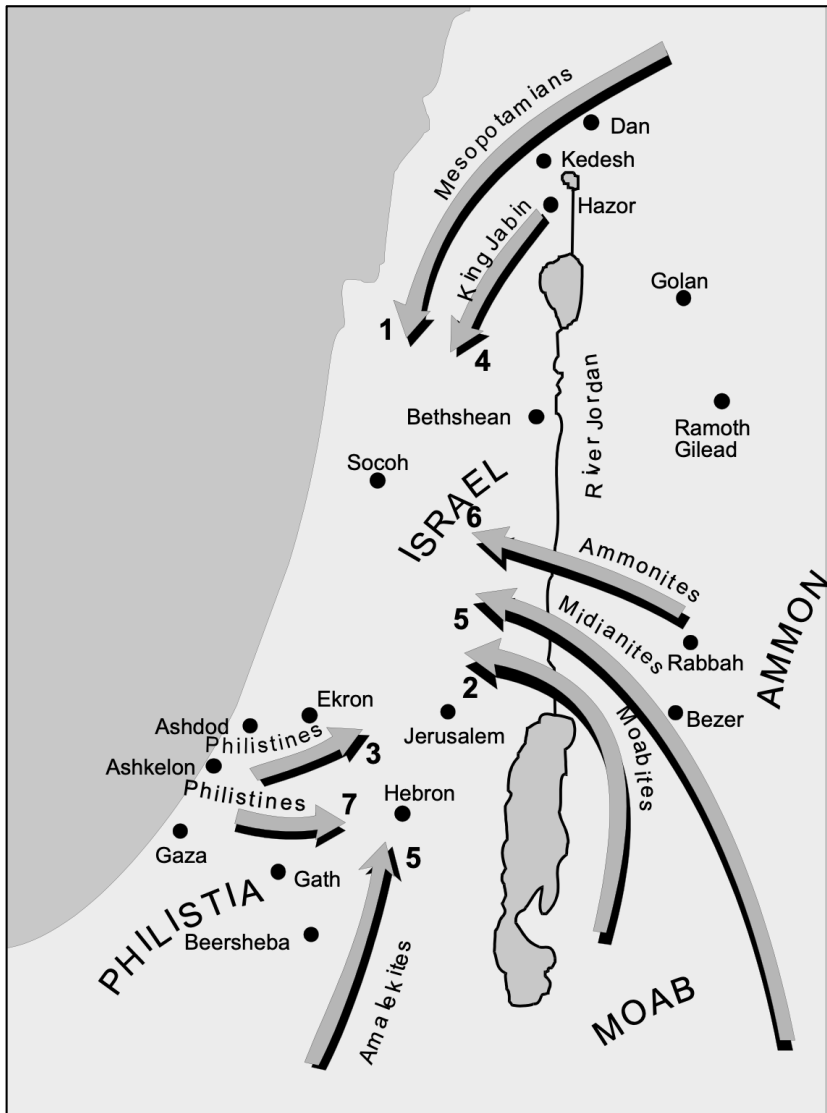 Mesopotamians
Dan
Kedesh
Hazor
King Jabin
Golan
1
4
River Jordan
Bethshean
Ramoth
Gilead
Socoh
ISRAEL
6
Ammonites
AMMON
5
Midianites
Rabbah
2
Bezer
Moabites
Jerusalem
Ekron
Ashdod
Philistines
3
Ashkelon
Philistines
7
Hebron
Gaza
5
Gath
PHILISTIA
Beersheba
Amalekites
MOAB